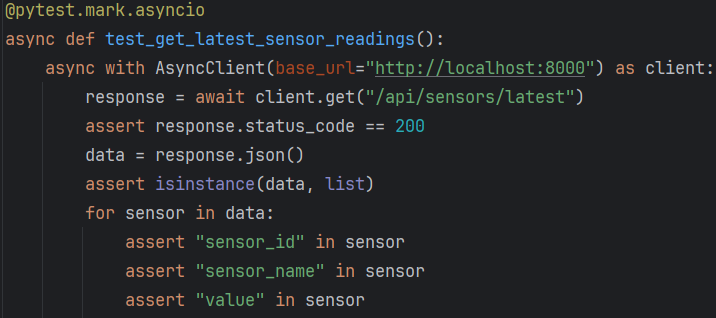 @pytest.mark.asyncio
async def test_get_latest_sensor_readings():
    async with AsyncClient(base_url="http://localhost:8000") as client:
        response = await client.get("/api/sensors/latest")
        assert response.status_code == 200
        data = response.json()
        assert isinstance(data, list)
        for sensor in data:
            assert "sensor_id" in sensor
            assert "sensor_name" in sensor
            assert "value" in sensor